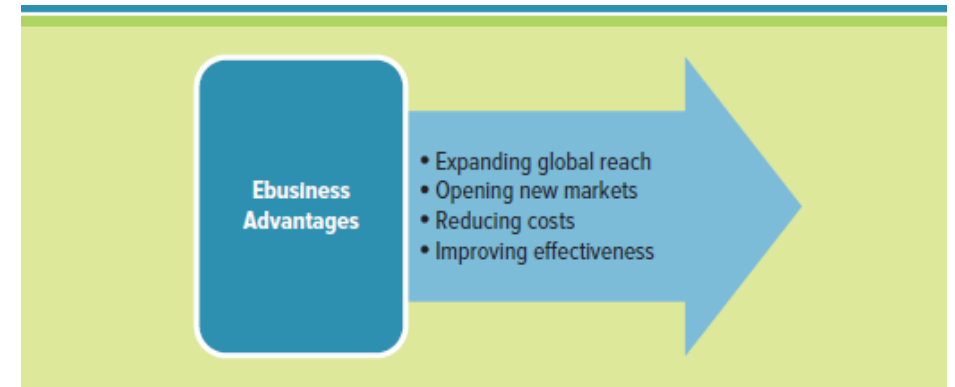 Ebusiness
Advantages
• Expanding global reach
• Opening new markets
• Reducing costs
• Improving effectiveness